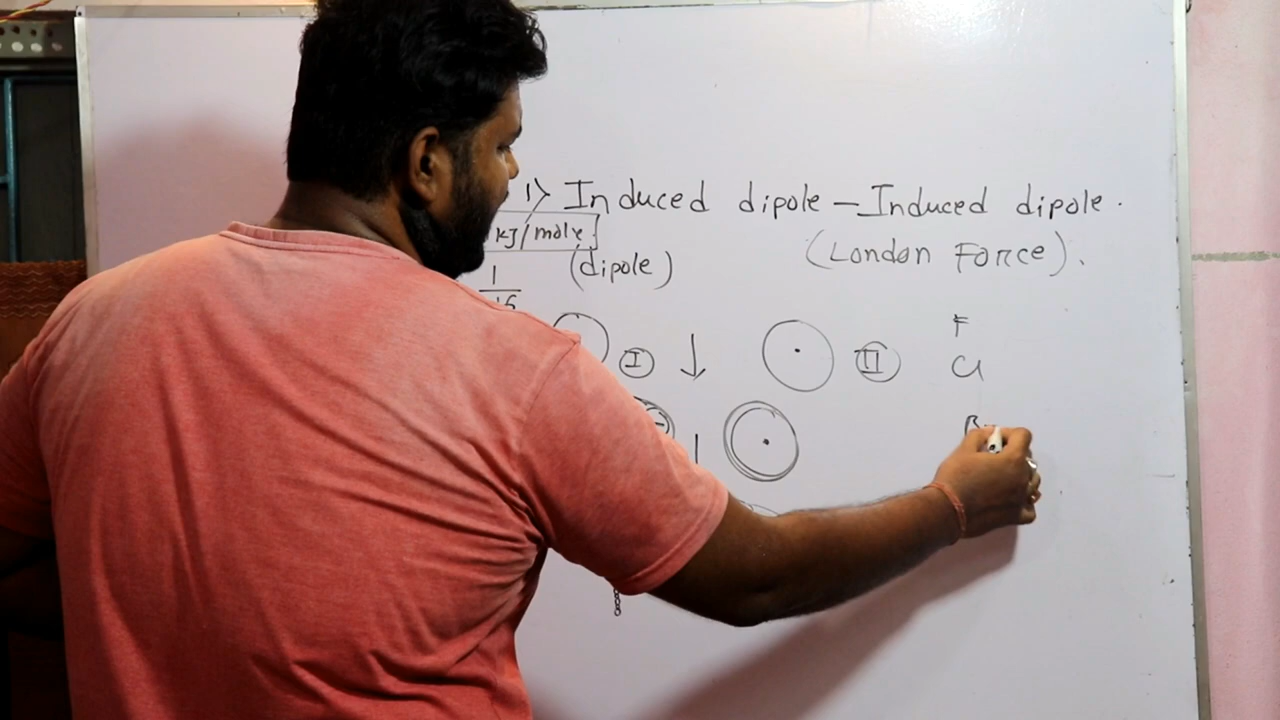 1> Induced dipole – Induced dipole.
kJ/mole.
(dipole)
(London Force).
1
F
I
II
Cl